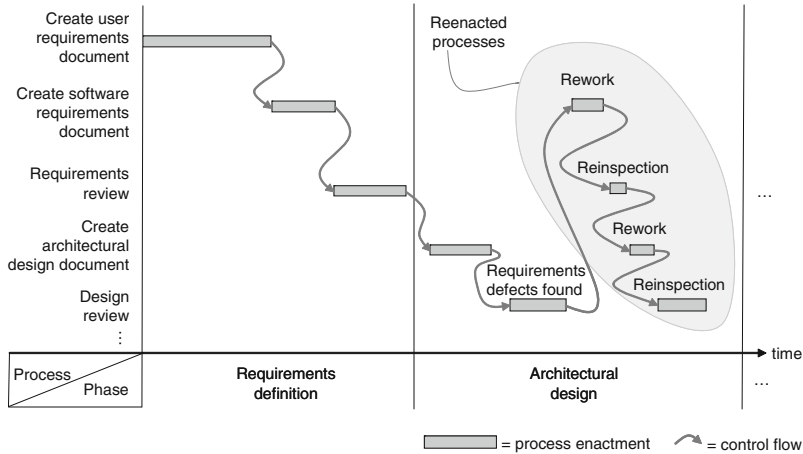 Create user
requirements
document
Create software
requirements
document
Requirements
review
Create
architectural
design document
Design
review
⋮
Reenacted
processes
Rework
Reinspection
Rework
Reinspection
Requirements
defects found
...
time
Process
Phase
Requirements
definition
Architectural
design
...
= process enactment
= control flow